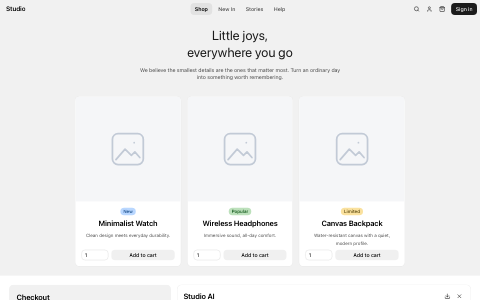 Studio
Shop
New In
Stories
Help
Sign in
Little joys,
everywhere you go
We believe the smallest details are the ones that matter most. Turn an ordinary day
into something worth remembering.
New
Minimalist Watch
Clean design meets everyday durability.
1
Add to cart
Popular
Wireless Headphones
Immersive sound, all-day comfort.
1
Add to cart
Limited
Canvas Backpack
Water-resistant canvas with a quiet,
modern profile.
1
Add to cart
Checkout
Studio AI